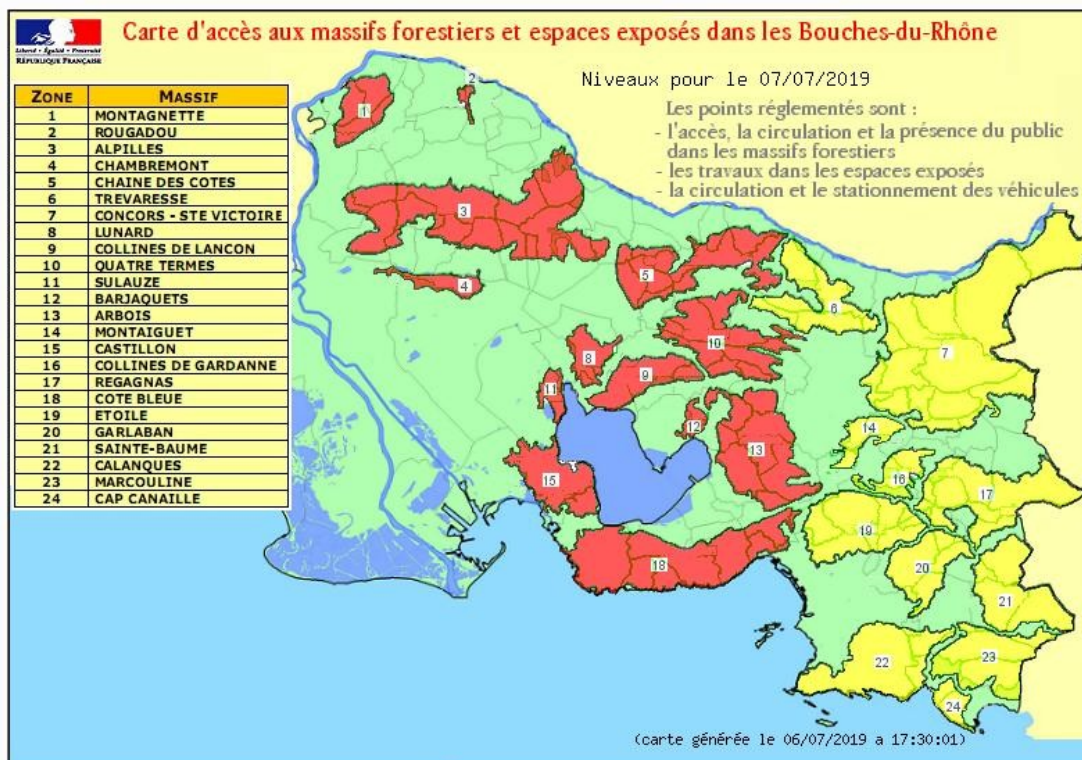 Carte d'accès aux massifs forestiers et espaces exposés dans les Bouches-du-Rhône
Liberté • Égalité • Fraternité
RÉPUBLIQUE FRANÇAISE
Niveaux pour le 07/07/2019
Les points réglementés sont :
- l'accès, la circulation et la présence du public
dans les massifs forestiers
- les travaux dans les espaces exposés
- la circulation et le stationnement des véhicules
ZONE MASSIF
1 MONTAGNETTE
2 ROUGADOU
3 ALPILLES
4 CHAMBREMONT
5 CHAINE DES COTES
6 TREVARESSE
7 CONCORS - STE VICTOIRE
8 LUNARD
9 COLLINES DE LANCON
10 QUATRE TERMES
11 SULAUZE
12 BARJAQUETS
13 ARBOIS
14 MONTAIGUET
15 CASTILLON
16 COLLINES DE GARDANNE
17 REGAGNAS
18 COTE BLEUE
19 ETOILE
20 GARLABAN
21 SAINTE-BAUME
22 CALANQUES
23 MARCOULINE
24 CAP CANAILLE
2
1
3
5
4
6
10
7
8
9
11
12
14
13
15
16
17
19
18
20
21
22
23
24
(carte générée le 06/07/2019 a 17:30:01)